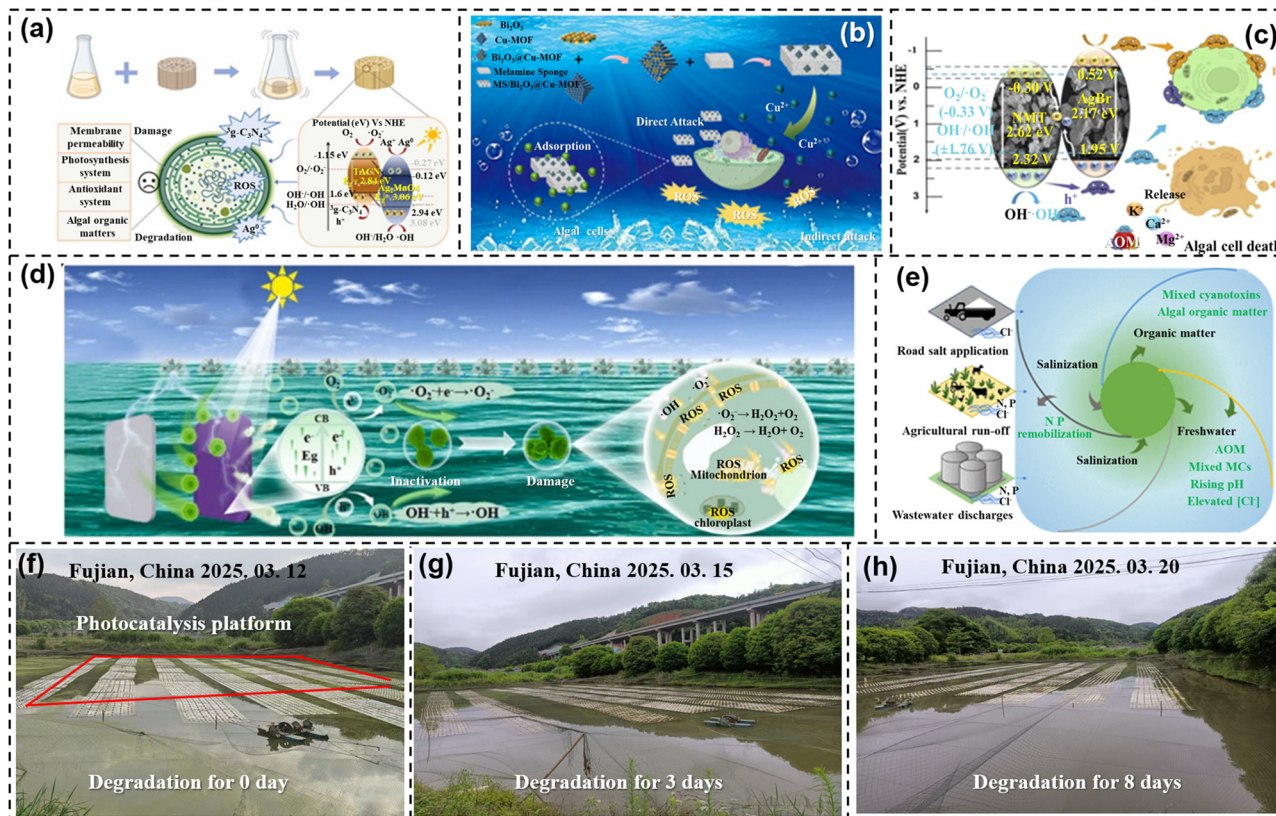 (a)
Membrane
permeability
Photosynthesis
system
Antioxidant
system
Algal organic
matters
Damage
Degradation
g-C₃N₄
ROS
Ag⁰
Potential (eV) Vs NHE
O₂ ·O₂⁻ Ag⁺ Ag⁰
-1.15 eV
-0.27 eV
O₂/·O₂⁻
-0.12 eV
2.84 eV
3.06 eV
OH⁻/·OH
H₂O/·OH
1.6 eV
g-C₃N₄
h⁺
2.94 eV
3.08 eV
OH⁻/H₂O ·OH
(b)
Bi₂O₃
Cu-MOF
Bi₂O₃@Cu-MOF
Melamine Sponge
MS/Bi₂O₃@Cu-MOF
Cu²⁺
Cu²⁺
Direct Attack
Adsorption
ROS
ROS
ROS
Algal cells
Indirect attack
(c)
Potential(V) vs. NHE
-1
0
1
2
3
O₂/·O₂⁻
(-0.33 V)
OH⁻/·OH
(±1.76 V)
-0.30 V
NMT
2.62 eV
2.32 V
-0.52 V
AgBr
2.17 eV
1.95 V
h⁺
OH⁻ ·OH
Release
K⁺
Ca²⁺
Mg²⁺
AOM
Algal cell death
(d)
O₂
·O₂⁻
·O₂+e⁻→·O₂⁻
CB
e⁻ e⁻
Eg
h⁺
VB
h⁺
OH
OH+h⁺→·OH
Inactivation
Damage
·OH
·O₂⁻
ROS
ROS
ROS
ROS
·O₂⁻→H₂O₂+O₂
H₂O₂→H₂O+ O₂
ROS
Mitochondrion
ROS
ROS
chloroplast
(e)
Cl⁻
Road salt application
N, P
Cl⁻
Agricultural run-off
N, P
Cl⁻
Wastewater discharges
Mixed cyanotoxins
Algal organic matter
Organic matter
Salinization
N P
remobilization
Salinization
Freshwater
AOM
Mixed MCs
Rising pH
Elevated [Cl⁻]
(f)
Fujian, China 2025. 03. 12
Photocatalysis platform
Degradation for 0 day
(g)
Fujian, China 2025. 03. 15
Degradation for 3 days
(h)
Fujian, China 2025. 03. 20
Degradation for 8 days